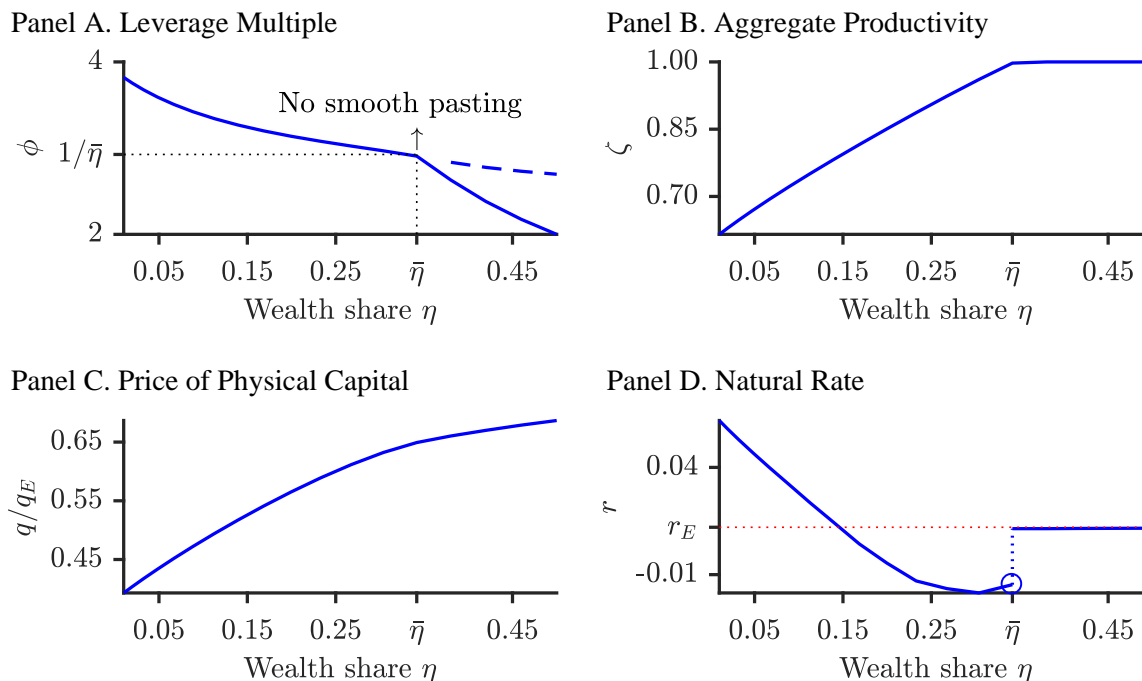 Panel A. Leverage Multiple
4
No smooth pasting
ϕ
1/η̄
2
0.05 0.15 0.25 η̄ 0.45
Wealth share η
Panel B. Aggregate Productivity
1.00
0.85
ζ
0.70
0.05 0.15 0.25 η̄ 0.45
Wealth share η
Panel C. Price of Physical Capital
0.65
q/q_E
0.55
0.45
0.05 0.15 0.25 η̄ 0.45
Wealth share η
Panel D. Natural Rate
0.04
r
r_E
-0.01
0.05 0.15 0.25 η̄ 0.45
Wealth share η